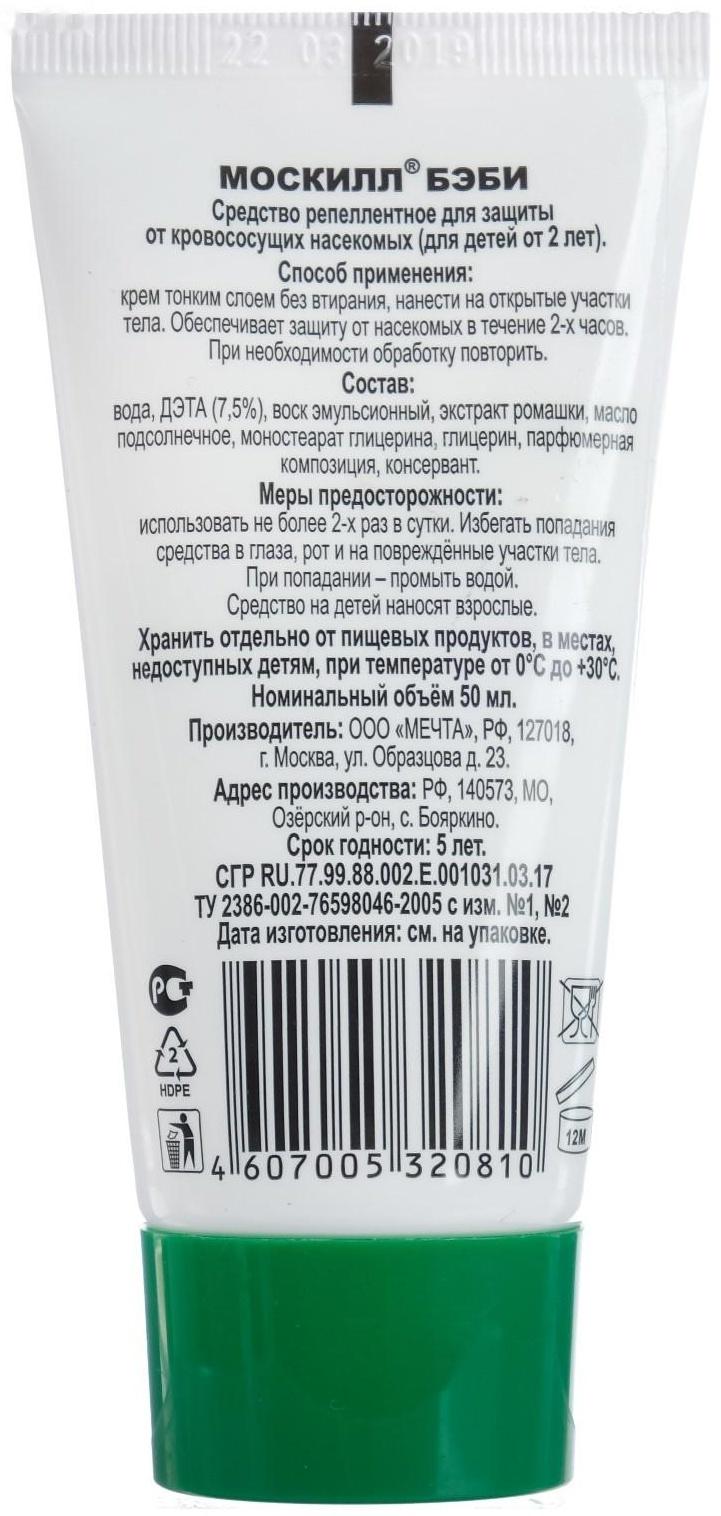 22 03 2019
МОСКИЛЛ® БЭБИ
Средство репеллентное для защиты
от кровососущих насекомых (для детей от 2 лет).
Способ применения:
крем тонким слоем без втирания, нанести на открытые участки
тела. Обеспечивает защиту от насекомых в течение 2-х часов.
При необходимости обработку повторить.
Состав:
вода, ДЭТА (7,5%), воск эмульсионный, экстракт ромашки, масло
подсолнечное, моностеарат глицерина, глицерин, парфюмерная
композиция, консервант.
Меры предосторожности:
использовать не более 2-х раз в сутки. Избегать попадания
средства в глаза, рот и на повреждённые участки тела.
При попадании – промыть водой.
Средство на детей наносят взрослые.
Хранить отдельно от пищевых продуктов, в местах,
недоступных детям, при температуре от 0°С до +30°С.
Номинальный объём 50 мл.
Производитель: ООО «МЕЧТА», РФ, 127018,
г. Москва, ул. Образцова д. 23.
Адрес производства: РФ, 140573, МО,
Озёрский р-он, с. Бояркино.
Срок годности: 5 лет.
СГР RU.77.99.88.002.E.001031.03.17
ТУ 2386-002-76598046-2005 с изм. №1, №2
Дата изготовления: см. на упаковке.
РСТ
2
HDPE
12M
4 607005 320810